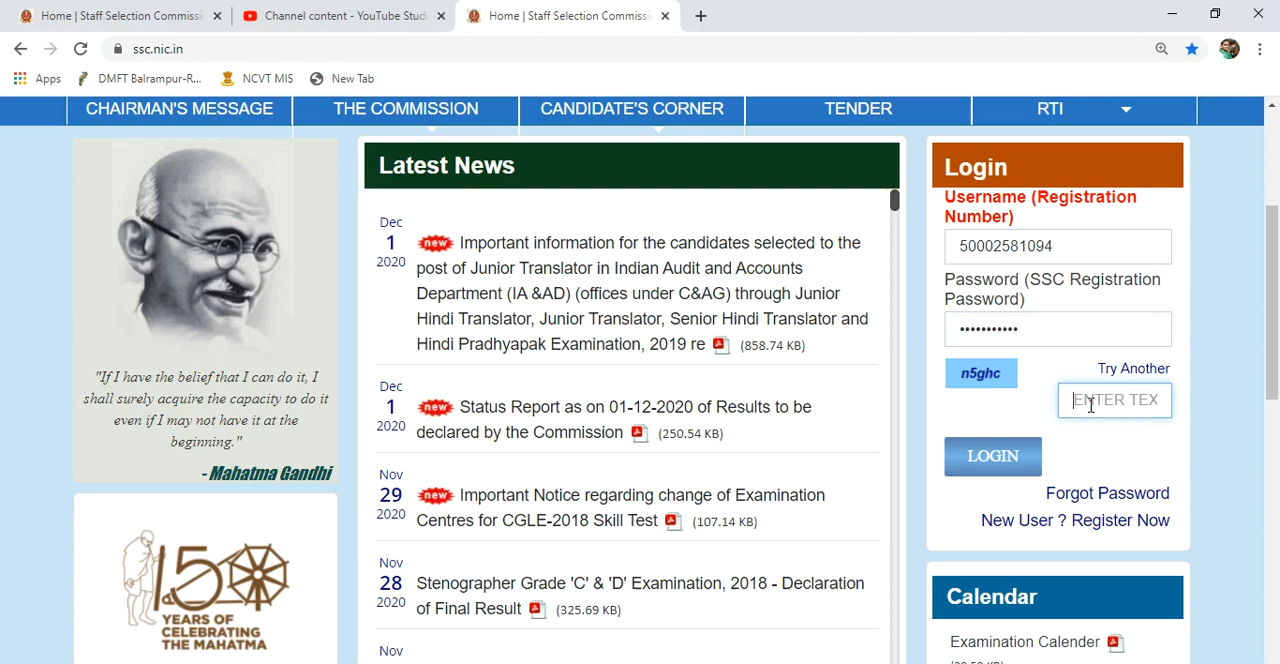 Home | Staff Selection Commissi
Channel content - YouTube Studi
Home | Staff Selection Commissi
ssc.nic.in
Apps
DMFT Balrampur-R...
NCVT MIS
New Tab
CHAIRMAN'S MESSAGE
THE COMMISSION
CANDIDATE'S CORNER
TENDER
RTI
"If I have the belief that I can do it, I
shall surely acquire the capacity to do it
even if I may not have it at the
beginning."
- Mahatma Gandhi
150
YEARS OF
CELEBRATING
THE MAHATMA
Latest News
Dec
1
2020
new Important information for the candidates selected to the
post of Junior Translator in Indian Audit and Accounts
Department (IA &AD) (offices under C&AG) through Junior
Hindi Translator, Junior Translator, Senior Hindi Translator and
Hindi Pradhyapak Examination, 2019 re (858.74 KB)
Dec
1
2020
new Status Report as on 01-12-2020 of Results to be
declared by the Commission (250.54 KB)
Nov
29
2020
new Important Notice regarding change of Examination
Centres for CGLE-2018 Skill Test (107.14 KB)
Nov
28
2020
Stenographer Grade 'C' & 'D' Examination, 2018 - Declaration
of Final Result (325.69 KB)
Nov
Login
Username (Registration
Number)
50002581094
Password (SSC Registration
Password)
•••••••••••
n5ghc
Try Another
ENTER TEX
LOGIN
Forgot Password
New User ? Register Now
Calendar
Examination Calender